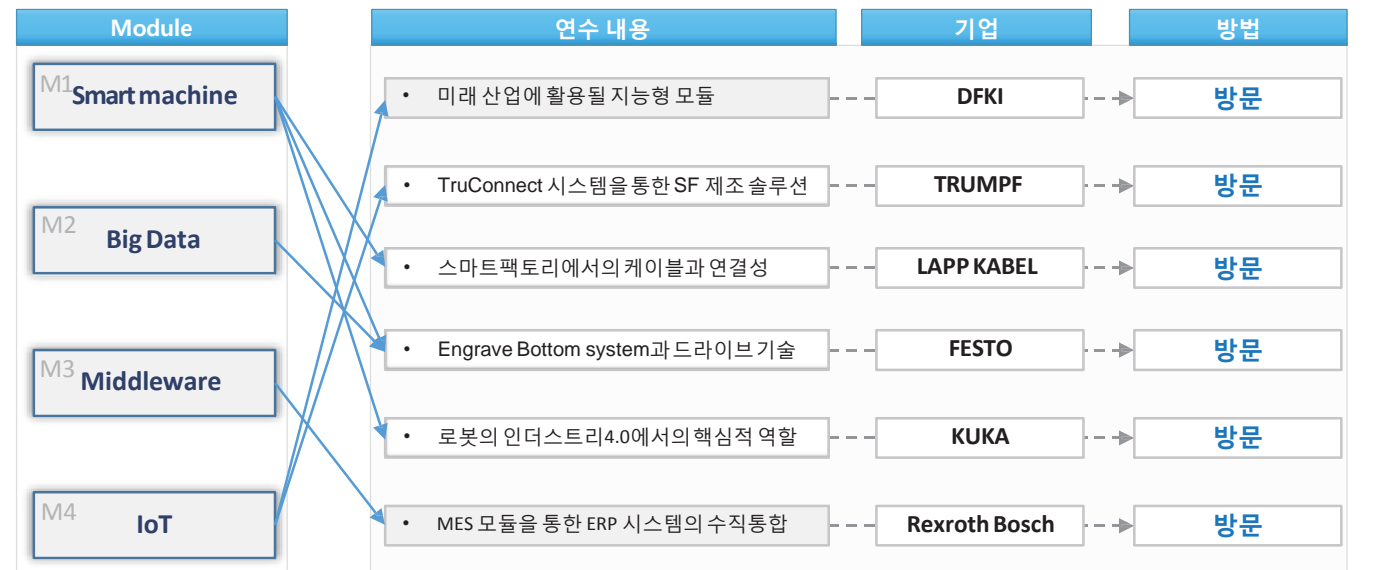 Module
연수 내용
기업
방법
M1
Smart machine
• 미래 산업에 활용될 지능형 모듈
DFKI
방문
• TruConnect 시스템을 통한 SF 제조 솔루션
TRUMPF
방문
M2
Big Data
• 스마트팩토리에서의 케이블과 연결성
LAPP KABEL
방문
• Engrave Bottom system과 드라이브 기술
FESTO
방문
M3
Middleware
• 로봇의 인더스트리4.0에서의 핵심적 역할
KUKA
방문
M4
IoT
• MES 모듈을 통한 ERP 시스템의 수직통합
Rexroth Bosch
방문